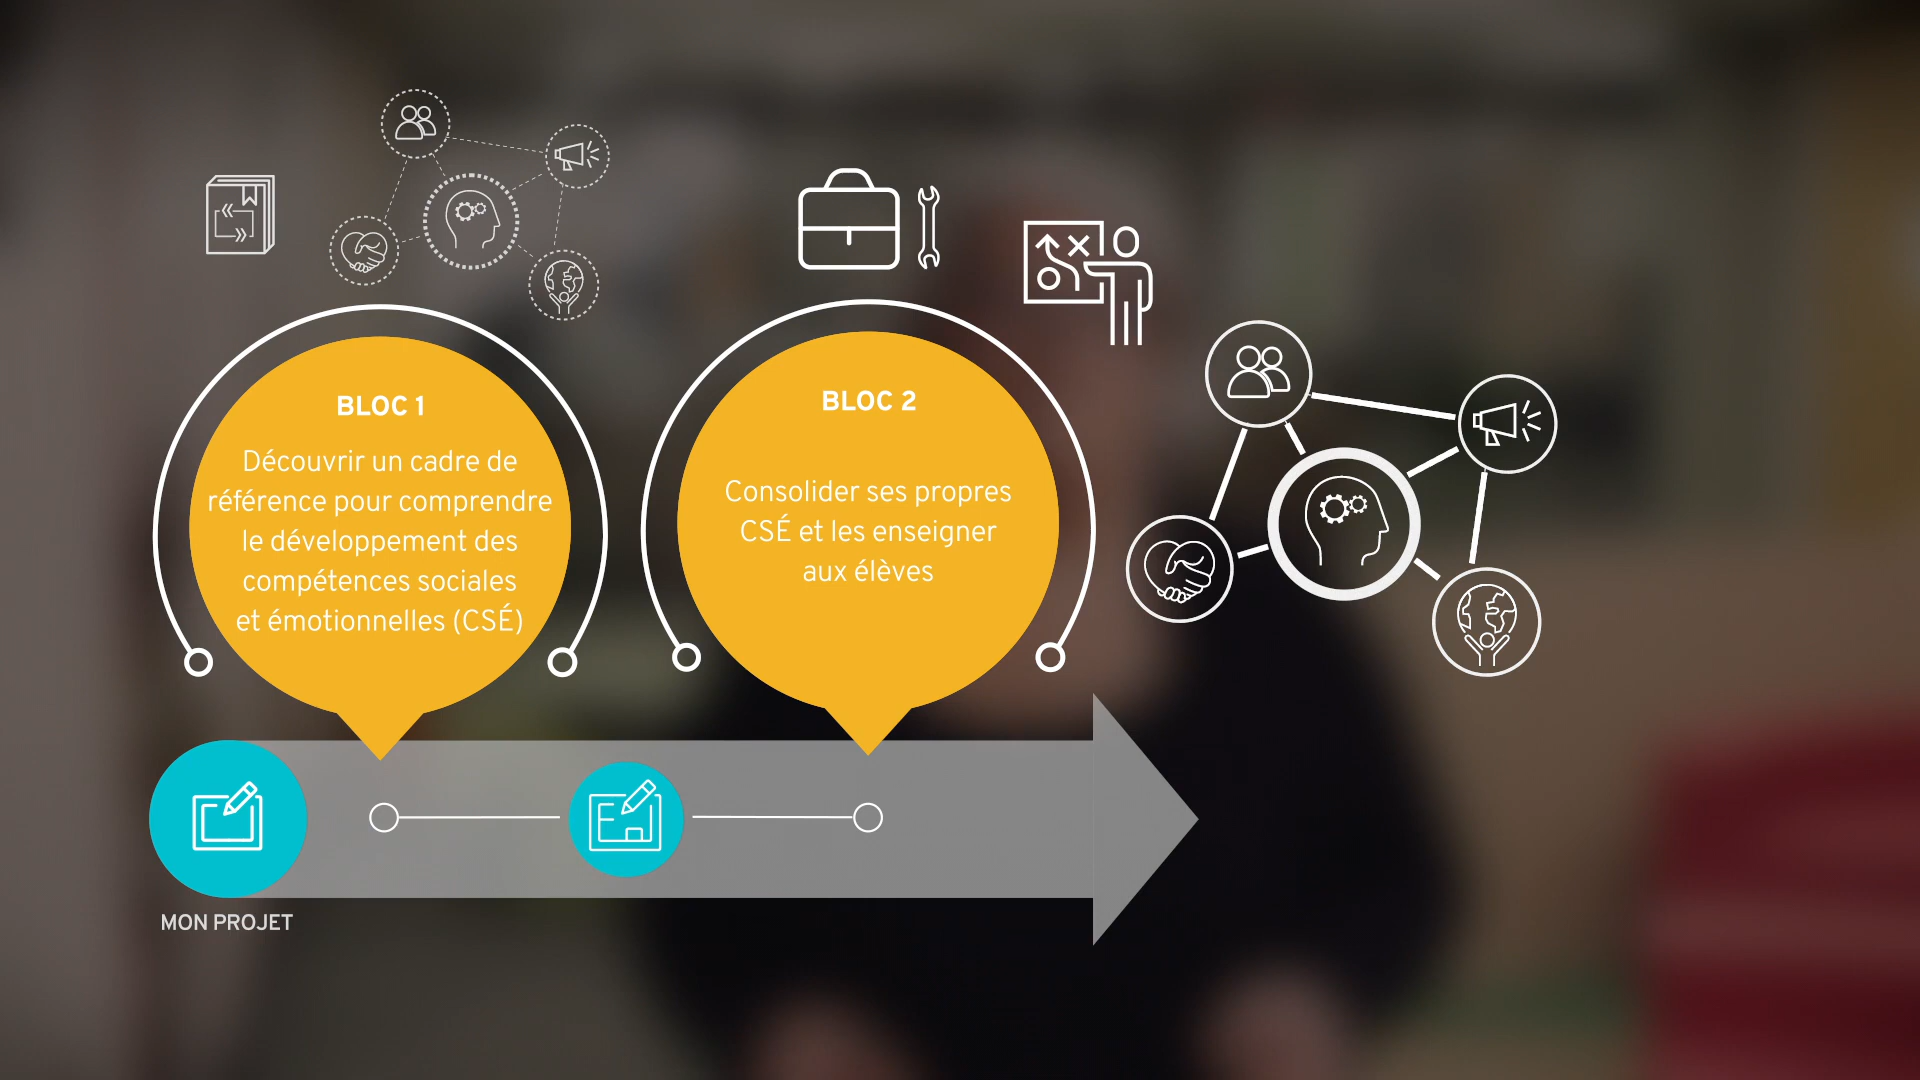 BLOC 1
Découvrir un cadre de
référence pour comprendre
le développement des
compétences sociales
et émotionnelles (CSÉ)
BLOC 2
Consolider ses propres
CSÉ et les enseigner
aux élèves
MON PROJET